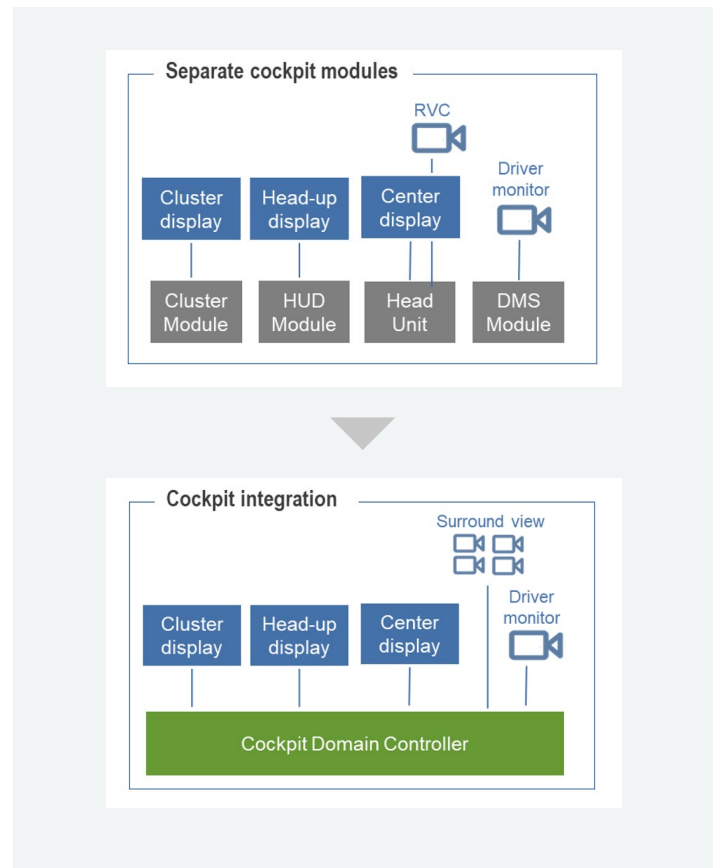 Separate cockpit modules
RVC
Driver
monitor
Cluster
display
Head-up
display
Center
display
Cluster
Module
HUD
Module
Head
Unit
DMS
Module
Cockpit integration
Surround view
Driver
monitor
Cluster
display
Head-up
display
Center
display
Cockpit Domain Controller